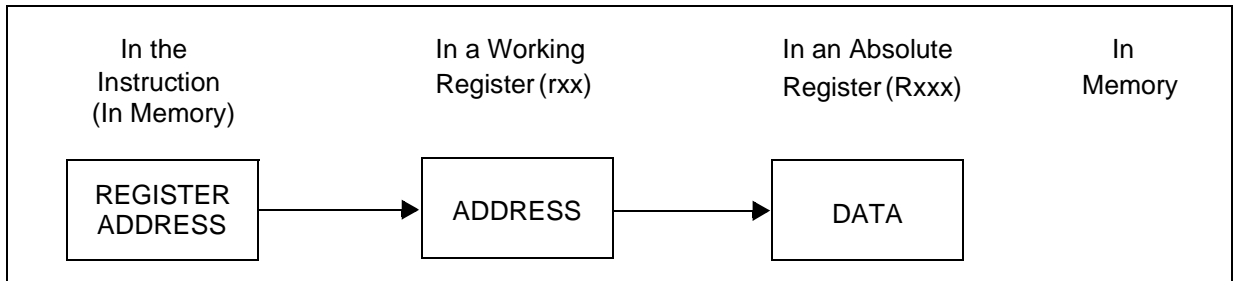 In the
Instruction
(In Memory)
In a Working
Register (rxx)
In an Absolute
Register (Rxxx)
In
Memory
REGISTER
ADDRESS
ADDRESS
DATA